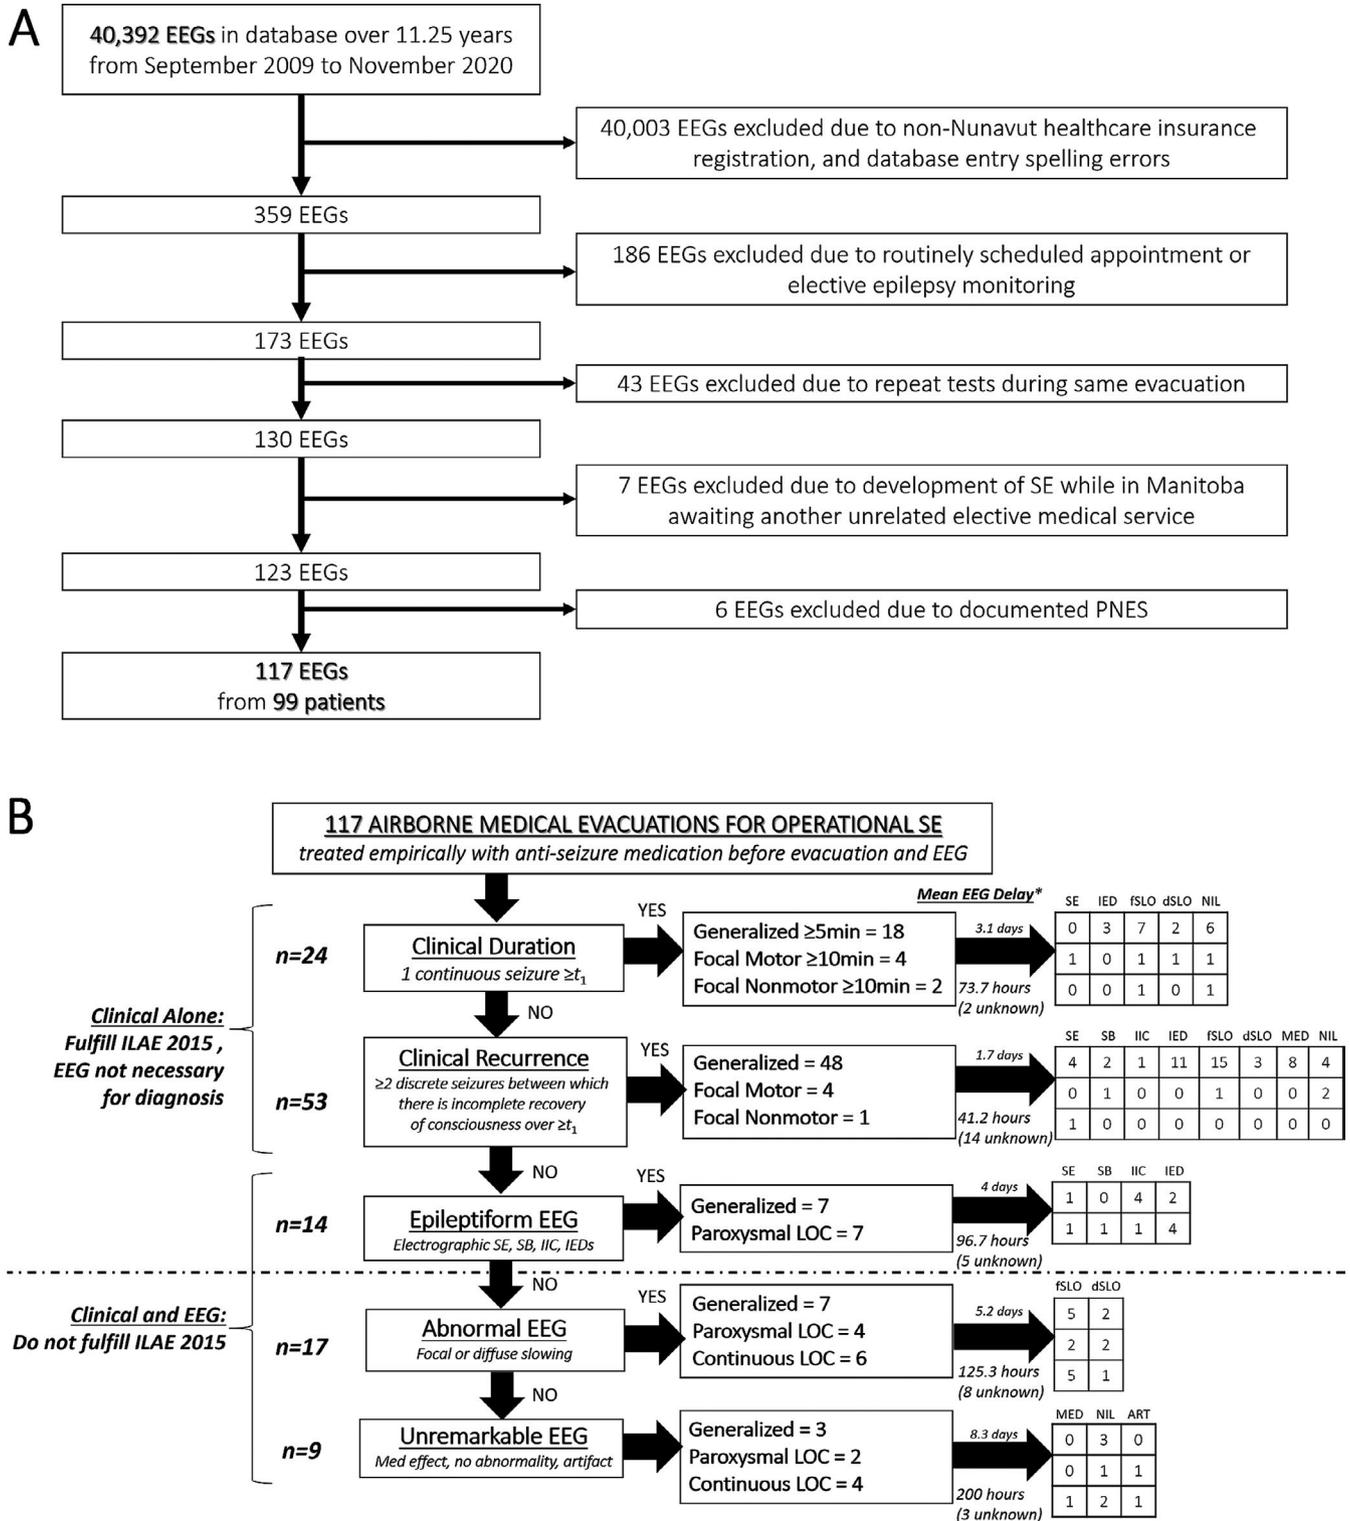 A
40,392 EEGs in database over 11.25 years
from September 2009 to November 2020
40,003 EEGs excluded due to non-Nunavut healthcare insurance
registration, and database entry spelling errors
359 EEGs
186 EEGs excluded due to routinely scheduled appointment or
elective epilepsy monitoring
173 EEGs
43 EEGs excluded due to repeat tests during same evacuation
130 EEGs
7 EEGs excluded due to development of SE while in Manitoba
awaiting another unrelated elective medical service
123 EEGs
6 EEGs excluded due to documented PNES
117 EEGs
from 99 patients
B
117 AIRBORNE MEDICAL EVACUATIONS FOR OPERATIONAL SE
treated empirically with anti-seizure medication before evacuation and EEG
Clinical Alone:
Fulfill ILAE 2015 ,
EEG not necessary
for diagnosis
n=24
Clinical Duration
1 continuous seizure ≥t1
YES
Generalized ≥5min = 18
Focal Motor ≥10min = 4
Focal Nonmotor ≥10min = 2
Mean EEG Delay*
3.1 days
73.7 hours
(2 unknown)
SE IED fSLO dSLO NIL
0 3 7 2 6
1 0 1 1 1
0 0 1 0 1
NO
n=53
Clinical Recurrence
≥2 discrete seizures between which
there is incomplete recovery
of consciousness over ≥t1
YES
Generalized = 48
Focal Motor = 4
Focal Nonmotor = 1
1.7 days
41.2 hours
(14 unknown)
SE SB IIC IED fSLO dSLO MED NIL
4 2 1 11 15 3 8 4
0 1 0 0 1 0 0 2
1 0 0 0 0 0 0 0
NO
n=14
Epileptiform EEG
Electrographic SE, SB, IIC, IEDs
YES
Generalized = 7
Paroxysmal LOC = 7
4 days
96.7 hours
(5 unknown)
SE SB IIC IED
1 0 4 2
1 1 1 4
NO
Clinical and EEG:
Do not fulfill ILAE 2015
n=17
Abnormal EEG
Focal or diffuse slowing
YES
Generalized = 7
Paroxysmal LOC = 4
Continuous LOC = 6
5.2 days
125.3 hours
(8 unknown)
fSLO dSLO
5 2
2 2
5 1
NO
n=9
Unremarkable EEG
Med effect, no abnormality, artifact
Generalized = 3
Paroxysmal LOC = 2
Continuous LOC = 4
8.3 days
200 hours
(3 unknown)
MED NIL ART
0 3 0
0 1 1
1 2 1